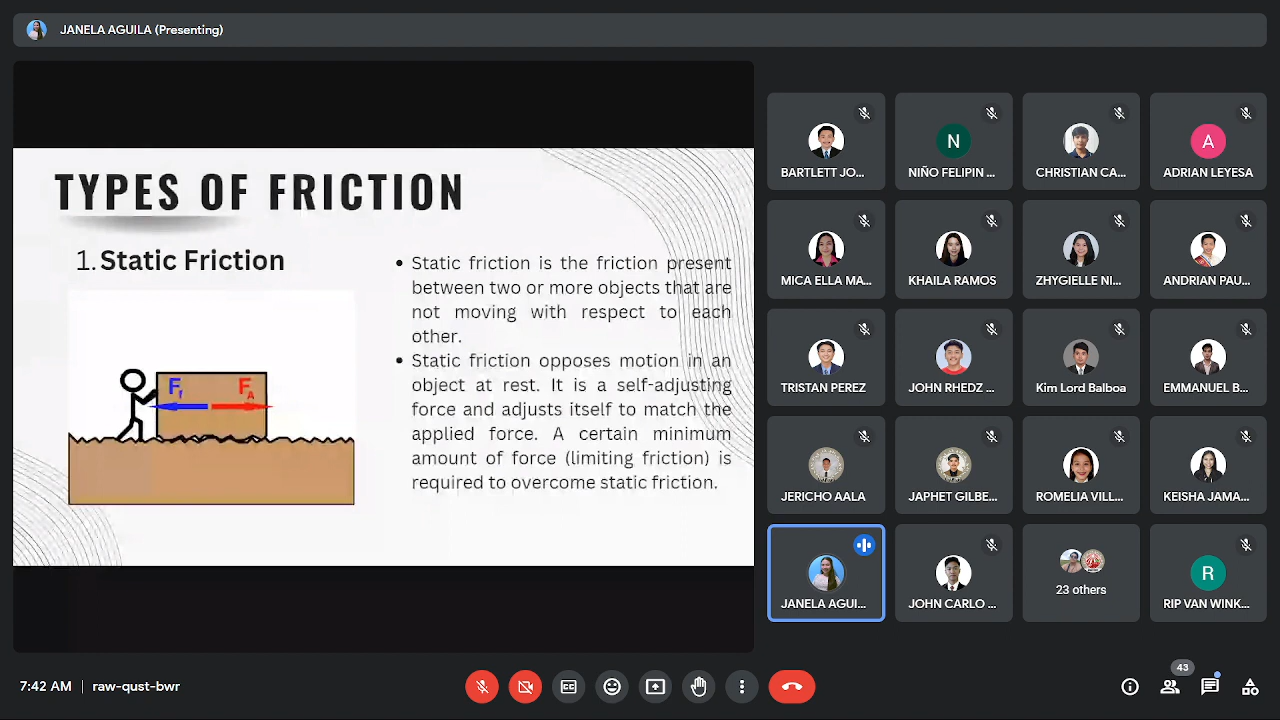 JANELA AGUILA (Presenting)
TYPES OF FRICTION
1. Static Friction
Ff
FA
• Static friction is the friction present
between two or more objects that are
not moving with respect to each
other.
• Static friction opposes motion in an
object at rest. It is a self-adjusting
force and adjusts itself to match the
applied force. A certain minimum
amount of force (limiting friction) is
required to overcome static friction.
BARTLETT JO...
N
NIÑO FELIPIN ...
CHRISTIAN CA...
A
ADRIAN LEYESA
MICA ELLA MA...
KHAILA RAMOS
ZHYGIELLE NI...
ANDRIAN PAU...
TRISTAN PEREZ
JOHN RHEDZ ...
Kim Lord Balboa
EMMANUEL B...
JERICHO AALA
JAPHET GILBE...
ROMELIA VILL...
KEISHA JAMA...
JANELA AGUI...
JOHN CARLO ...
23 others
R
RIP VAN WINK...
7:42 AM | raw-qust-bwr
43